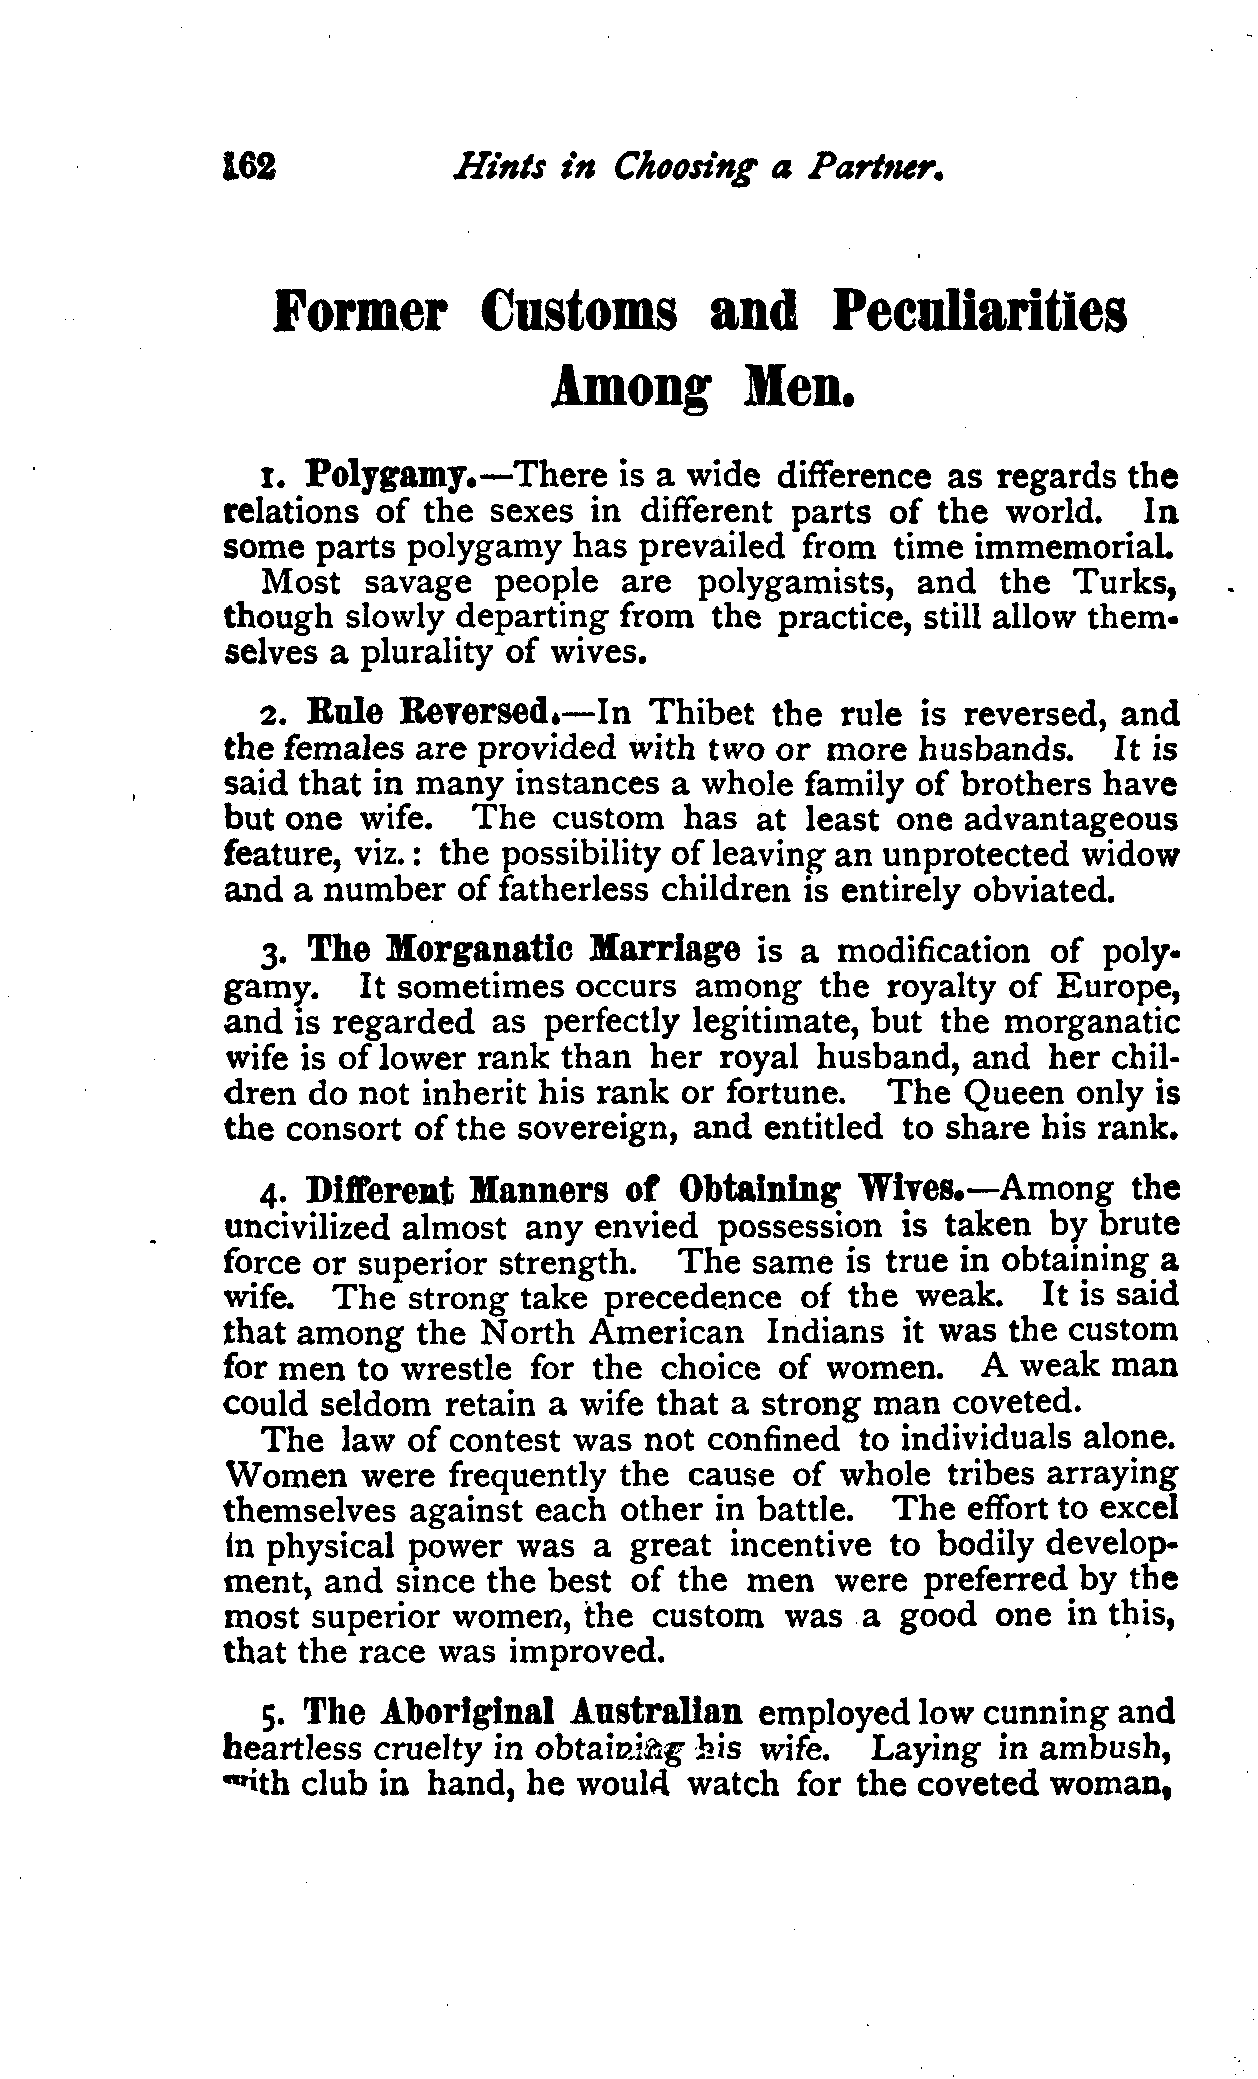 162 Hints in Choosing a Partner.
Former Customs and Peculiarities
Among Men.
1. Polygamy.—There is a wide difference as regards the
relations of the sexes in different parts of the world. In
some parts polygamy has prevailed from time immemorial.
Most savage people are polygamists, and the Turks,
though slowly departing from the practice, still allow them-
selves a plurality of wives.
2. Rule Reversed.—In Thibet the rule is reversed, and
the females are provided with two or more husbands. It is
said that in many instances a whole family of brothers have
but one wife. The custom has at least one advantageous
feature, viz.: the possibility of leaving an unprotected widow
and a number of fatherless children is entirely obviated.
3. The Morganatic Marriage is a modification of poly-
gamy. It sometimes occurs among the royalty of Europe,
and is regarded as perfectly legitimate, but the morganatic
wife is of lower rank than her royal husband, and her chil-
dren do not inherit his rank or fortune. The Queen only is
the consort of the sovereign, and entitled to share his rank.
4. Different Manners of Obtaining Wives.—Among the
uncivilized almost any envied possession is taken by brute
force or superior strength. The same is true in obtaining a
wife. The strong take precedence of the weak. It is said
that among the North American Indians it was the custom
for men to wrestle for the choice of women. A weak man
could seldom retain a wife that a strong man coveted.
The law of contest was not confined to individuals alone.
Women were frequently the cause of whole tribes arraying
themselves against each other in battle. The effort to excel
in physical power was a great incentive to bodily develop-
ment, and since the best of the men were preferred by the
most superior women, the custom was a good one in this,
that the race was improved.
5. The Aboriginal Australian employed low cunning and
heartless cruelty in obtaining his wife. Laying in ambush,
with club in hand, he would watch for the coveted woman,